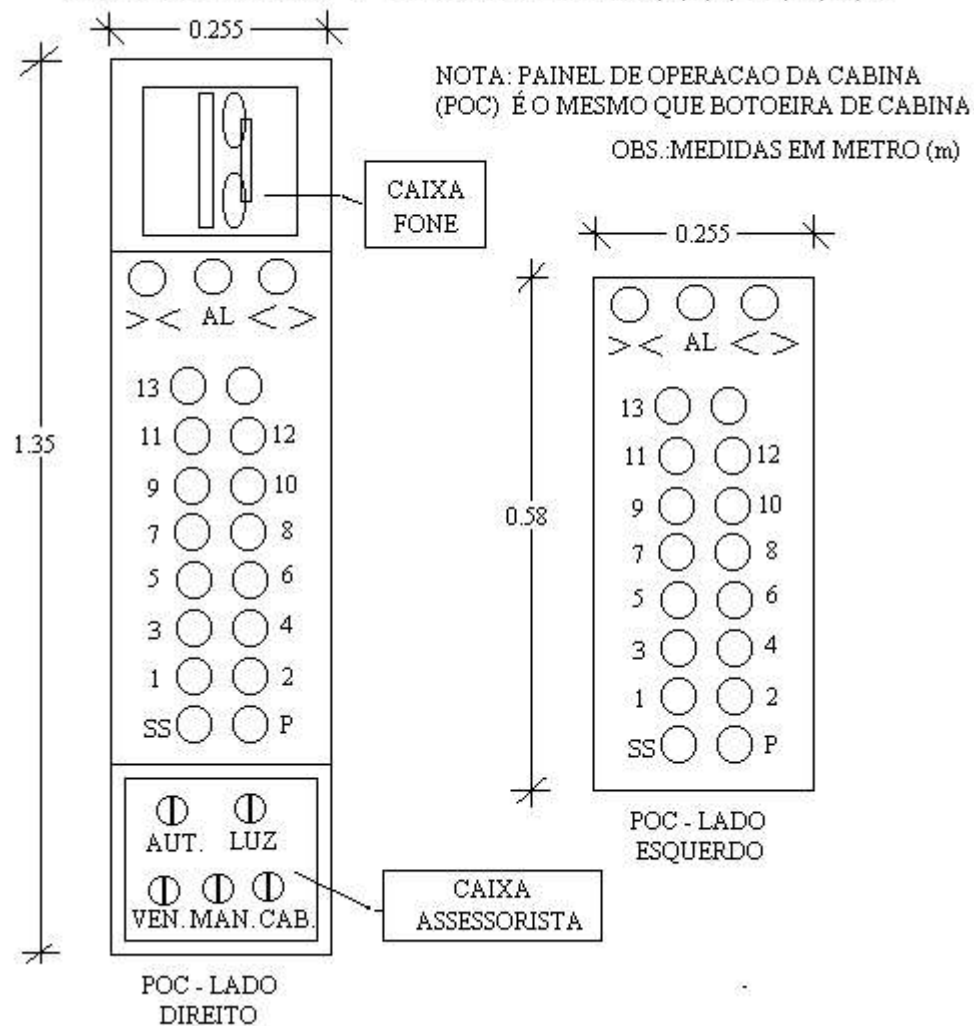 0.255
NOTA: PAINEL DE OPERACAO DA CABINA
(POC) É O MESMO QUE BOTOEIRA DE CABINA
OBS.:MEDIDAS EM METRO (m)
CAIXA
FONE
> < AL < >
13
11 12
9 10
7 8
5 6
3 4
1 2
SS P
1.35
AUT. LUZ
VEN. MAN. CAB.
CAIXA
ASSESSORISTA
POC - LADO
DIREITO
0.255
> < AL < >
13
11 12
9 10
7 8
5 6
3 4
1 2
SS P
0.58
POC - LADO
ESQUERDO